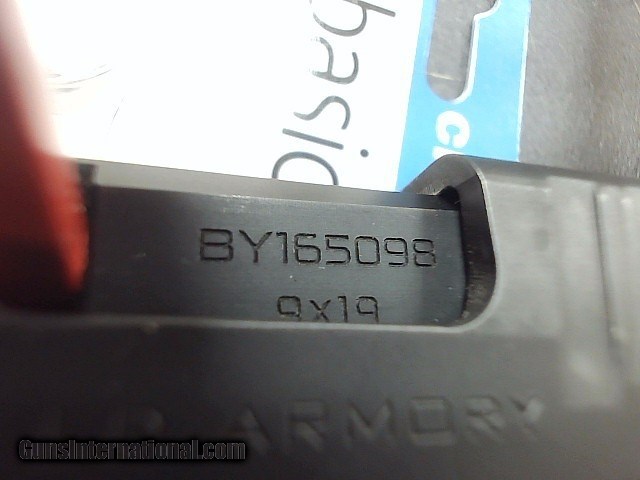 basic
BY165098
9x19
ARMORY
GunsInternational.com